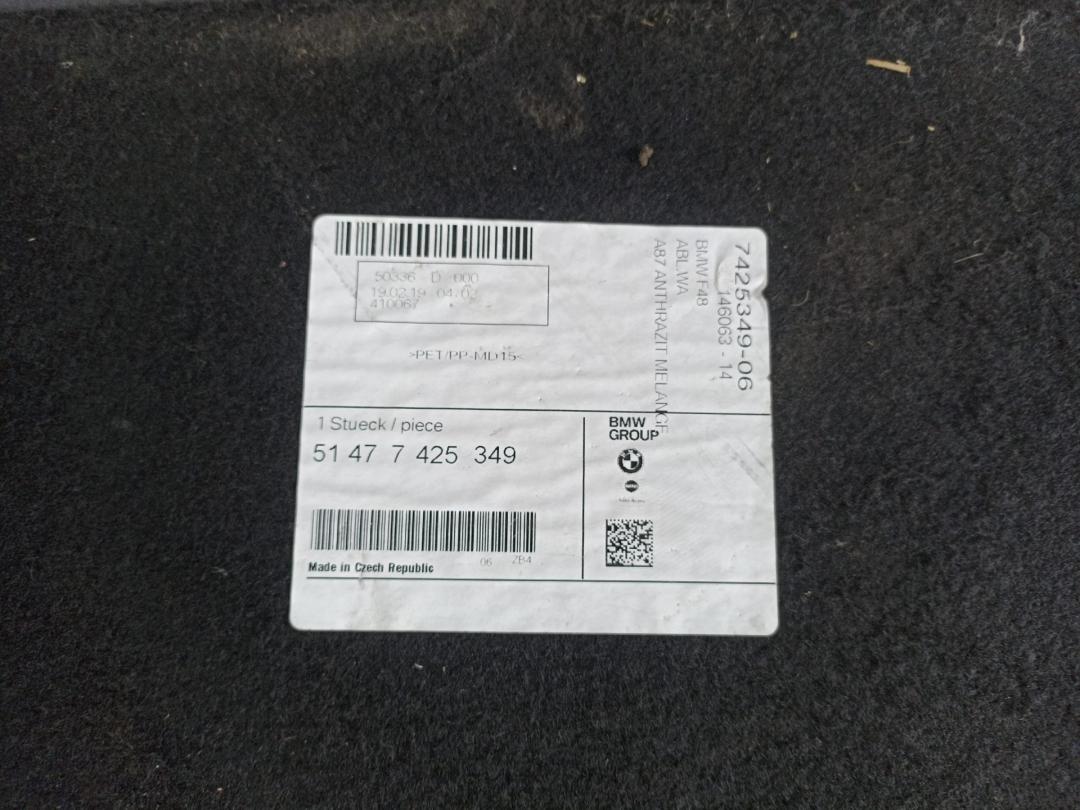 50336 D 000
19.02.19 04:02
410067
>PET/PP-MD15<
7425349-06
146063 - 14
BMW F48
ABL.WA
A87 ANTHRAZIT MELANGE
1 Stueck / piece
51 47 7 425 349
06 ZB4
Made in Czech Republic
BMW
GROUP